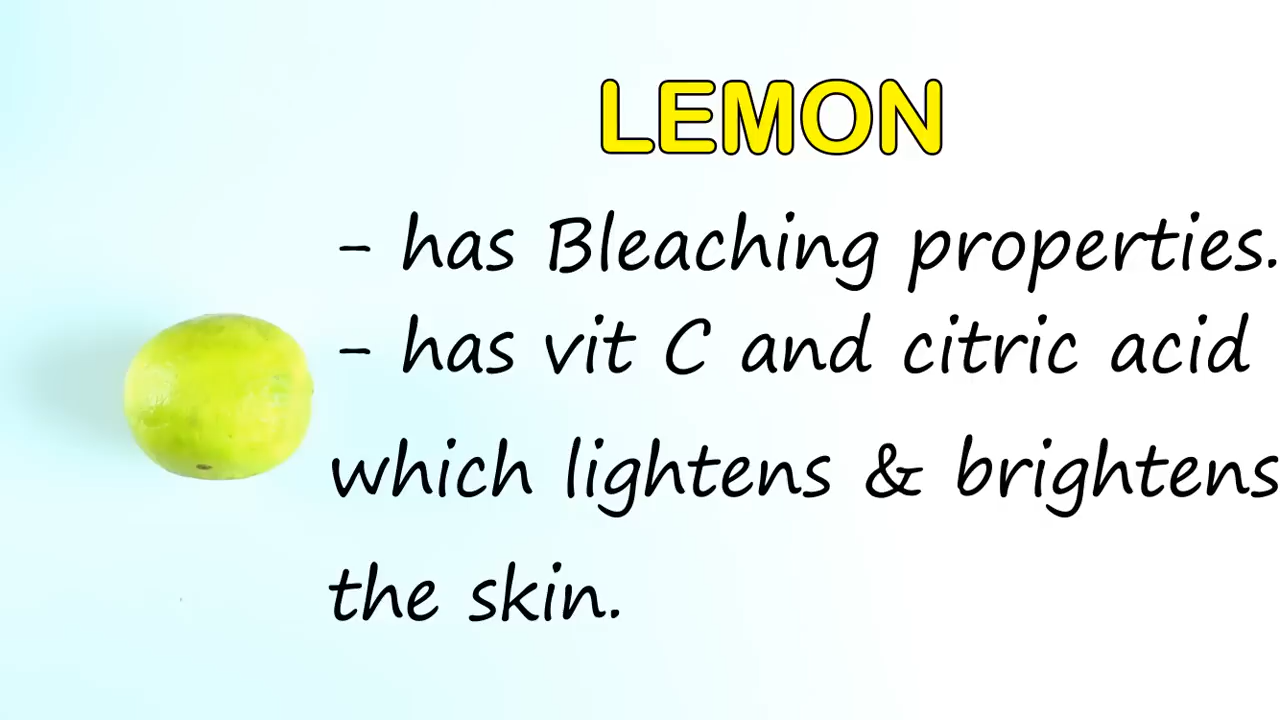 LEMON
- has Bleaching properties.
- has vit C and citric acid
which lightens & brightens
the skin.